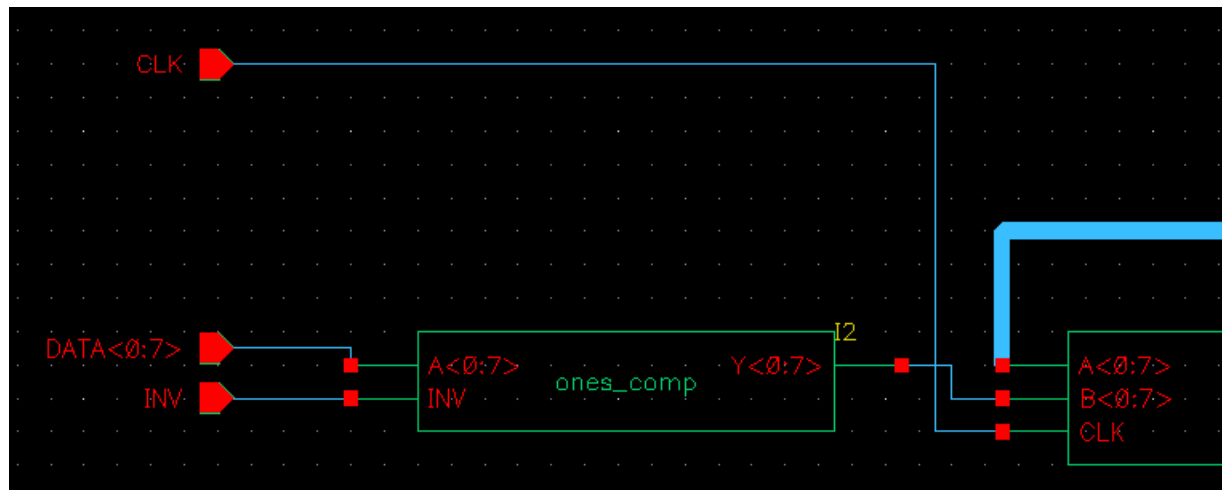 CLK
I2
DATA<0:7>
A<0:7>
Y<0:7>
A<0:7>
ones_comp
INV
INV
B<0:7>
CLK